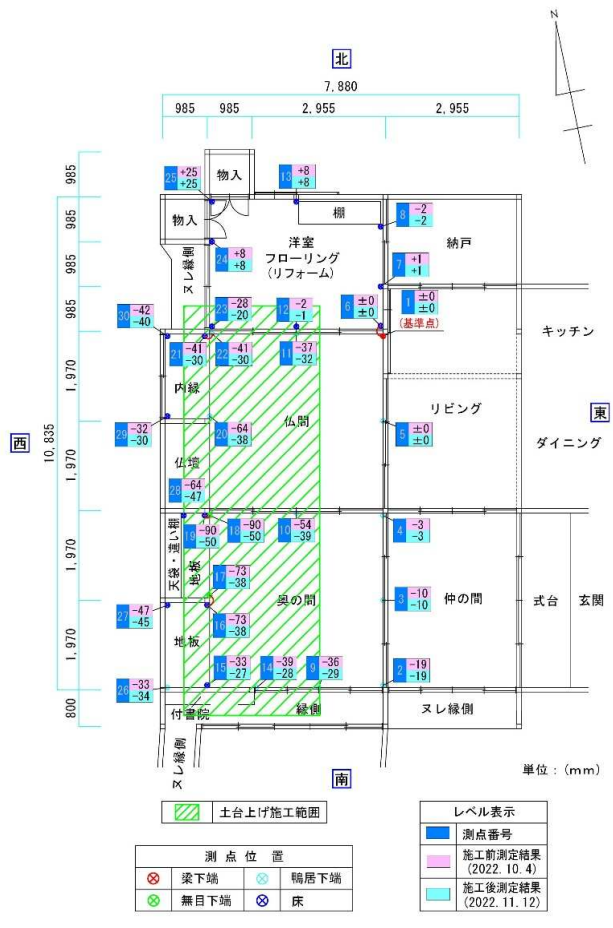 N
北
7,880
985
985
2,955
2,955
985
物入
25
+25
+25
13
+8
+8
棚
8
-2
-2
985
物入
洋室
納戸
フローリング
(リフォーム)
24
+8
+8
7
+1
+1
985
ヌレ縁側
985
30
-42
-40
23
-28
-20
12
-2
-1
6
±0
±0
1
±0
±0
(基準点)
キッチン
21
-41
-30
22
-41
-30
11
-37
-32
内縁
1,970
リビング
西
東
10,835
29
-32
-30
20
-64
-38
仏間
5
±0
±0
ダイニング
仏壇
1,970
28
-64
-47
19
-90
-50
18
-90
-50
10
-54
-39
4
-3
-3
天袋・違い棚
地板
1,970
17
-73
-38
27
-47
-45
奥の間
3
-10
-10
仲の間
式台
玄関
16
-73
-38
地板
1,970
15
-33
-27
14
-39
-28
9
-36
-29
2
-19
-19
26
-33
-34
800
付書院
縁側
ヌレ縁側
ヌレ縁側
南
単位：(mm)
土台上げ施工範囲
レベル表示
測点番号
施工前測定結果
(2022.10.4)
施工後測定結果
(2022.11.12)
測点位置
梁下端
鴨居下端
無目下端
床